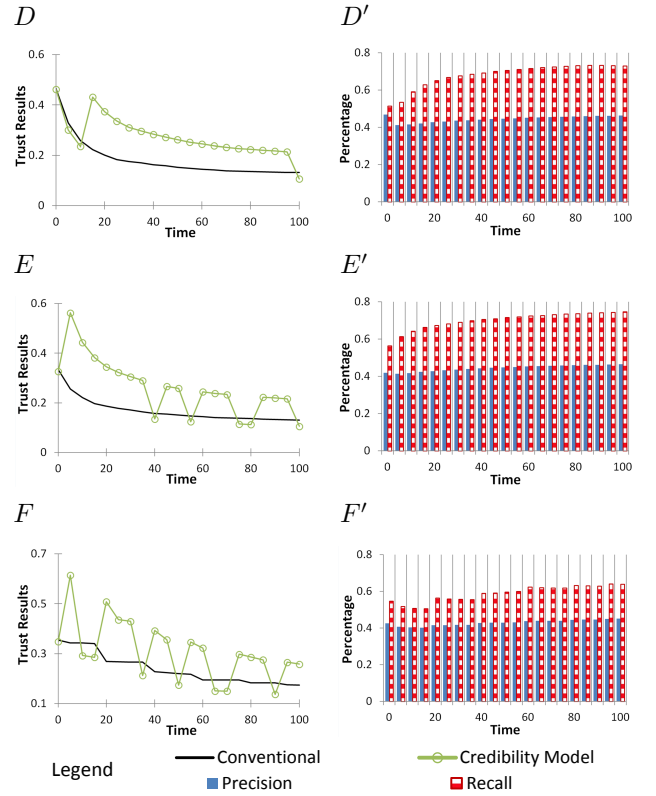 D
D′
0.6
0.4
0.2
0
Trust Results
0 20 40 60 80 100
Time
0.8
0.6
0.4
0.2
0
Percentage
0 20 40 60 80 100
Time
E
E′
0.6
0.4
0.2
0
Trust Results
0 20 40 60 80 100
Time
0.8
0.6
0.4
0.2
0
Percentage
0 20 40 60 80 100
Time
F
F′
0.7
0.5
0.3
0.1
Trust Results
0 20 40 60 80 100
Time
0.8
0.6
0.4
0.2
0
Percentage
0 20 40 60 80 100
Time
Legend
Conventional
Credibility Model
Precision
Recall